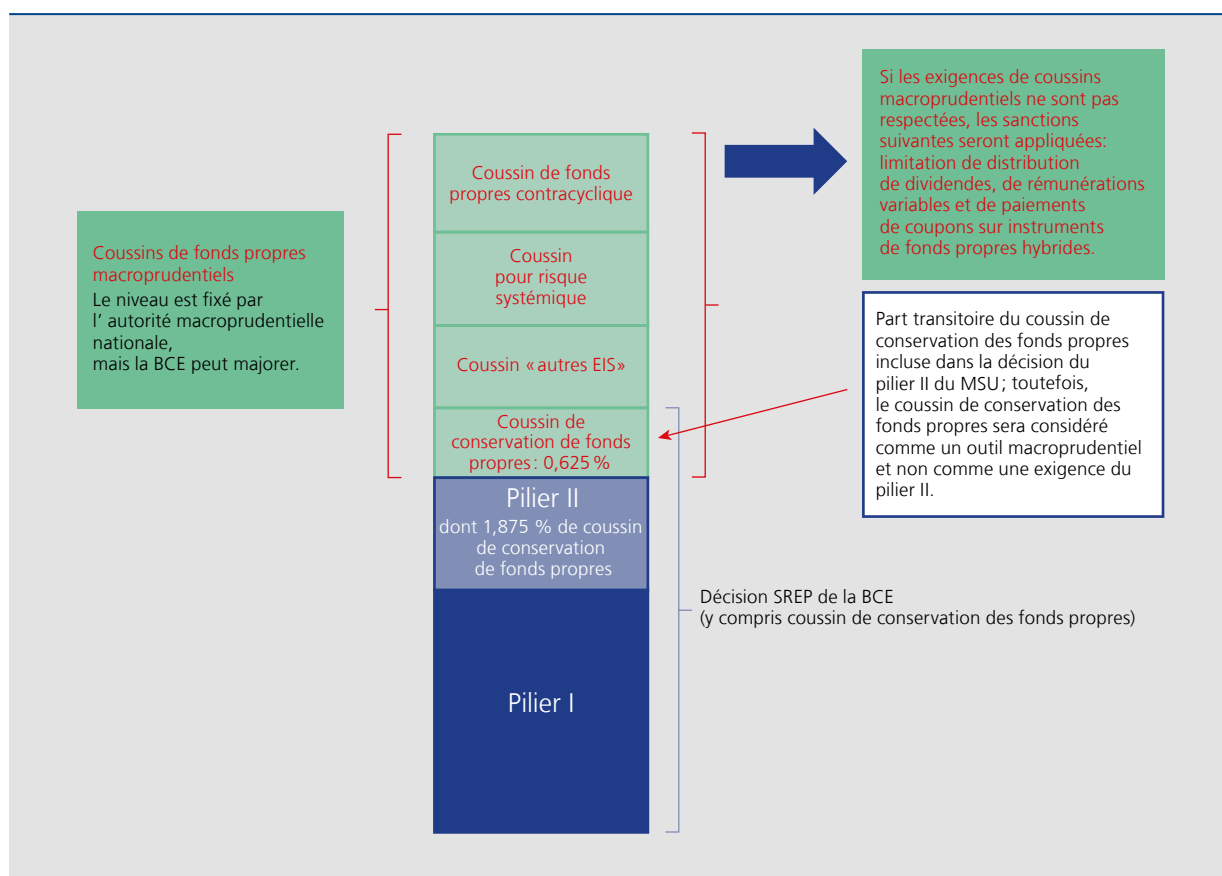 Coussins de fonds propres
macroprudentiels
Le niveau est fixé par
l’ autorité macroprudentielle
nationale,
mais la BCE peut majorer.
Coussin de fonds
propres contracyclique
Coussin
pour risque
systémique
Coussin « autres EIS»
Coussin de
conservation de fonds
propres : 0,625 %
Pilier II
dont 1,875 % de coussin
de conservation
de fonds propres
Pilier I
Si les exigences de coussins
macroprudentiels ne sont pas
respectées, les sanctions
suivantes seront appliquées:
limitation de distribution
de dividendes, de rémunérations
variables et de paiements
de coupons sur instruments
de fonds propres hybrides.
Part transitoire du coussin de
conservation des fonds propres
incluse dans la décision du
pilier II du MSU ; toutefois,
le coussin de conservation des
fonds propres sera considéré
comme un outil macroprudentiel
et non comme une exigence du
pilier II.
Décision SREP de la BCE
(y compris coussin de conservation des fonds propres)